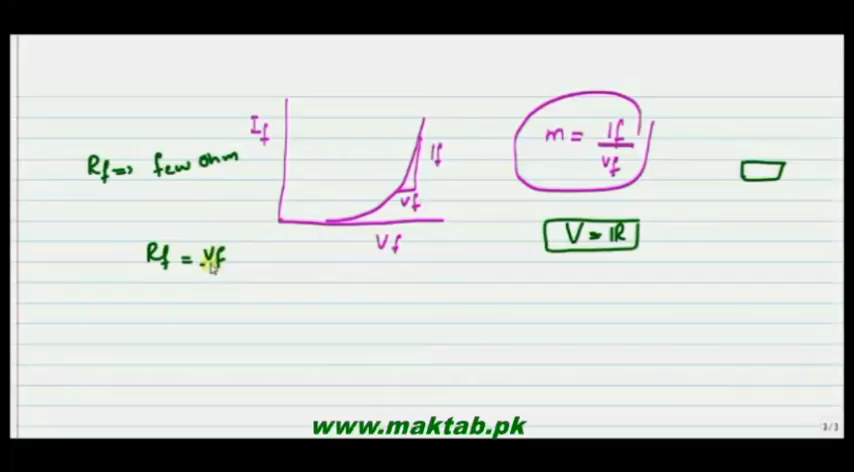 If
Rf => few ohm
If
Vf
Vf
m = If/Vf
V = IR
Rf = Vf
www.maktab.pk
3/3